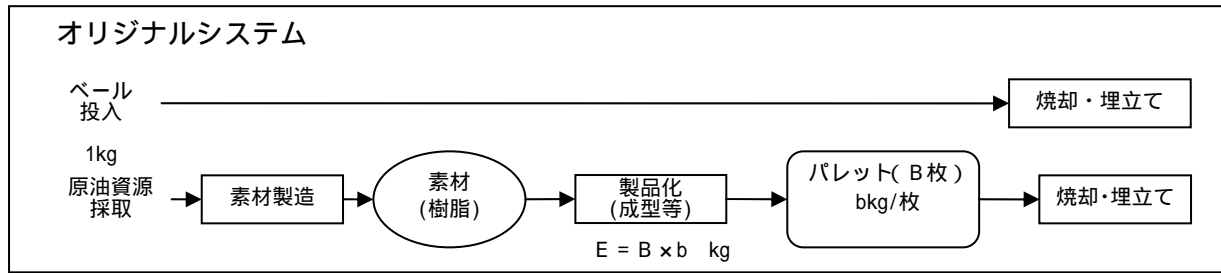 オリジナルシステム
ベール
投入
焼却・埋立て
1kg
原油資源
採取
素材製造
素材
(樹脂)
製品化
(成型等)
パレット( B枚 )
bkg/枚
焼却・埋立て
E = B × b kg